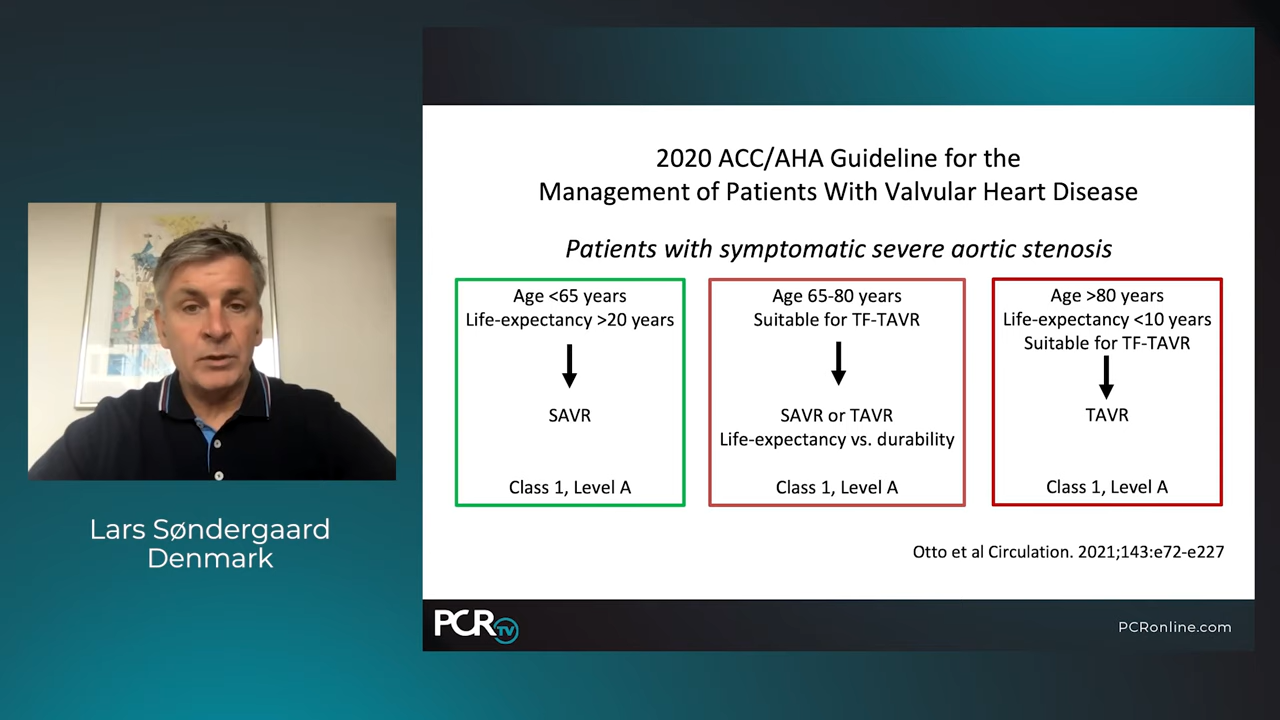 Lars Søndergaard
Denmark
2020 ACC/AHA Guideline for the
Management of Patients With Valvular Heart Disease
Patients with symptomatic severe aortic stenosis
Age <65 years
Life-expectancy >20 years
SAVR
Class 1, Level A
Age 65-80 years
Suitable for TF-TAVR
SAVR or TAVR
Life-expectancy vs. durability
Class 1, Level A
Age >80 years
Life-expectancy <10 years
Suitable for TF-TAVR
TAVR
Class 1, Level A
Otto et al Circulation. 2021;143:e72-e227
PCR TV
PCRonline.com